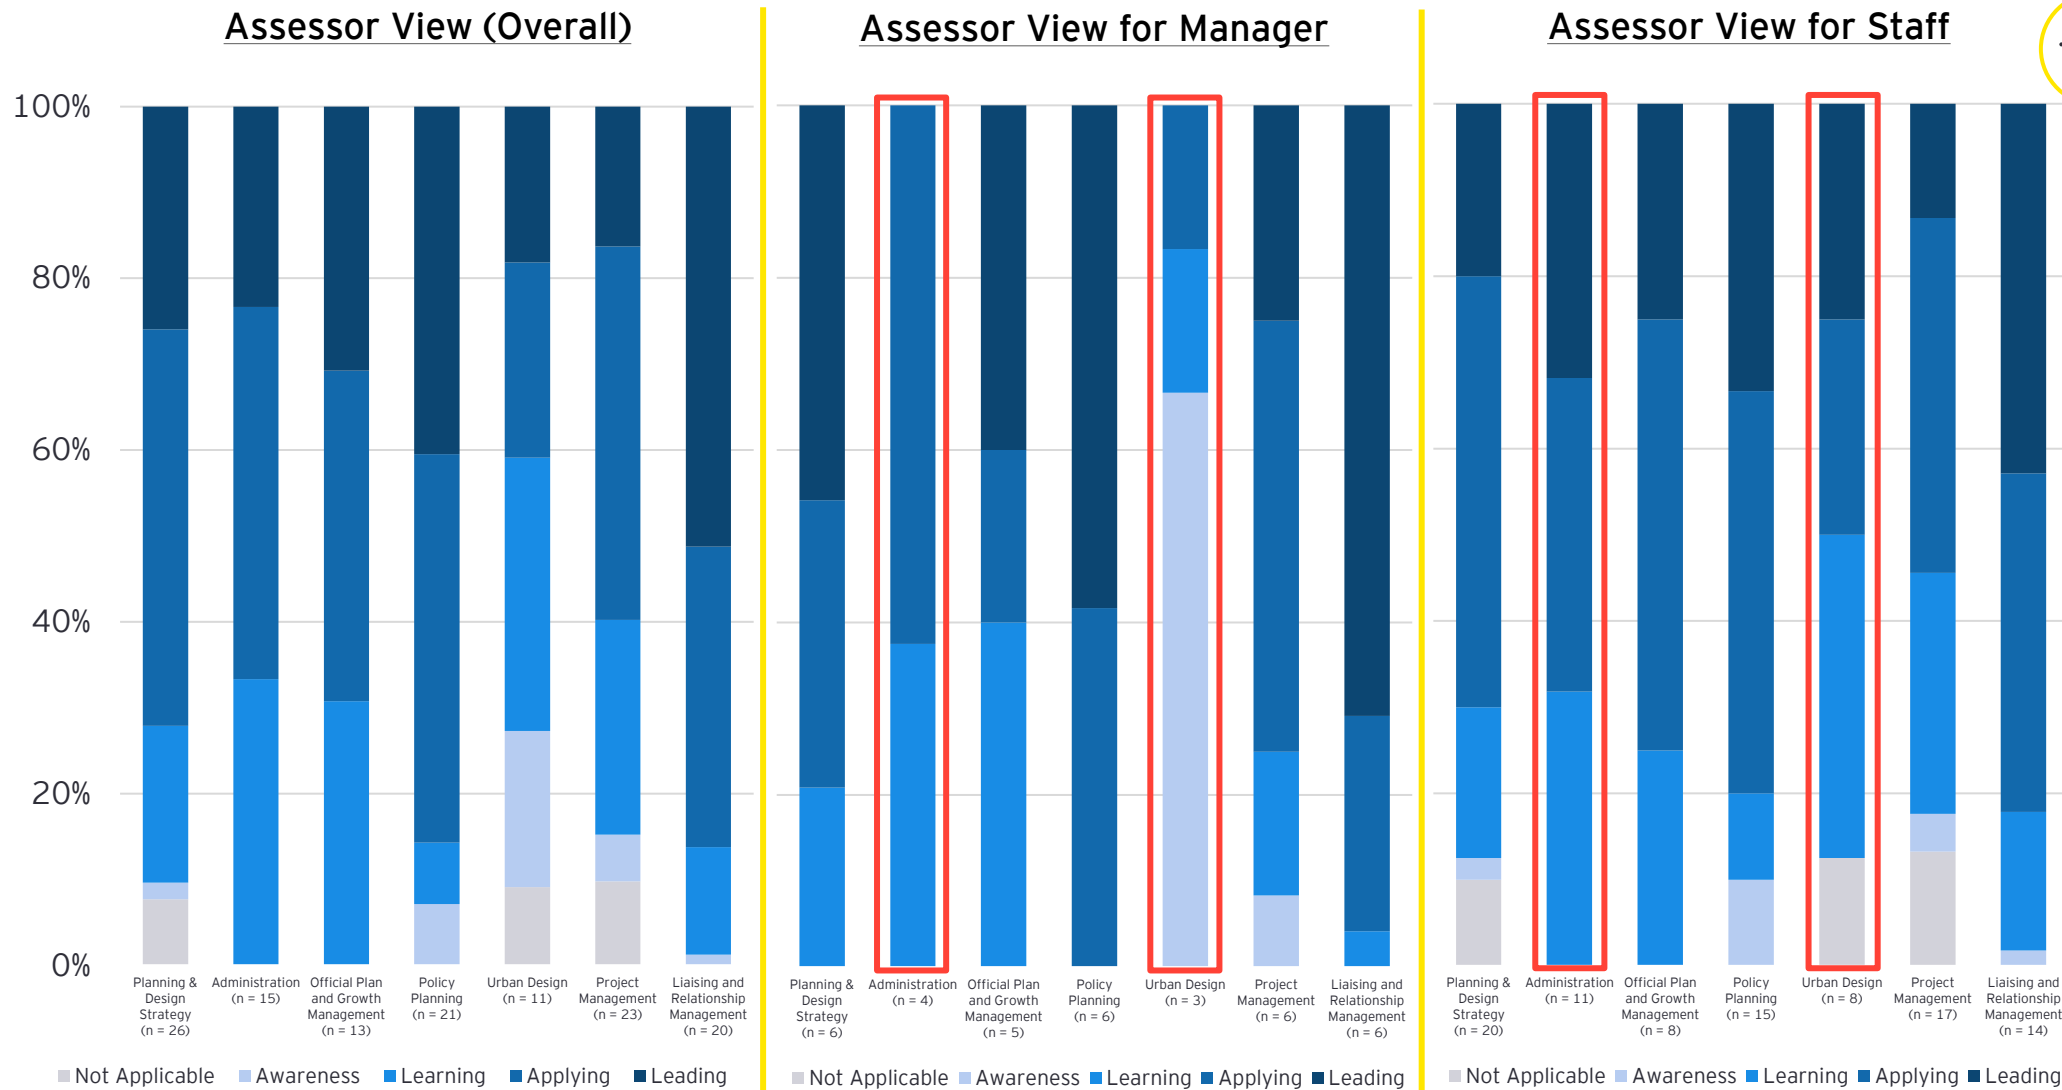 Assessor View (Overall)
100%
80%
60%
40%
20%
0%
Planning &
Design
Strategy
(n = 26)
Administration
(n = 15)
Official Plan
and Growth
Management
(n = 13)
Policy
Planning
(n = 21)
Urban Design
(n = 11)
Project
Management
(n = 23)
Liaising and
Relationship
Management
(n = 20)
Not Applicable
Awareness
Learning
Applying
Leading
Assessor View for Manager
Planning &
Design
Strategy
(n = 6)
Administration
(n = 4)
Official Plan
and Growth
Management
(n = 5)
Policy
Planning
(n = 6)
Urban Design
(n = 3)
Project
Management
(n = 6)
Liaising and
Relationship
Management
(n = 6)
Not Applicable
Awareness
Learning
Applying
Leading
Assessor View for Staff
Planning &
Design
Strategy
(n = 20)
Administration
(n = 11)
Official Plan
and Growth
Management
(n = 8)
Policy
Planning
(n = 15)
Urban Design
(n = 8)
Project
Management
(n = 17)
Liaising and
Relationship
Management
(n = 14)
Not Applicable
Awareness
Learning
Applying
Leading